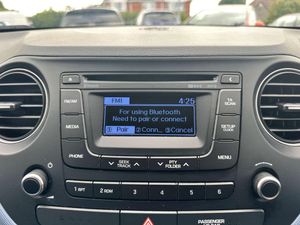 FM1 4:25
For using Bluetooth
Need to pair or connect
1 Pair 2 Conn... 3 Cancel
FM/AM
TA
SCAN
MEDIA
SETUP
CLOCK
PHONE
SEEK
TRACK
PTY
FOLDER
MENU
1 RPT
2 RDM
3
4
5
6
PASSENGER